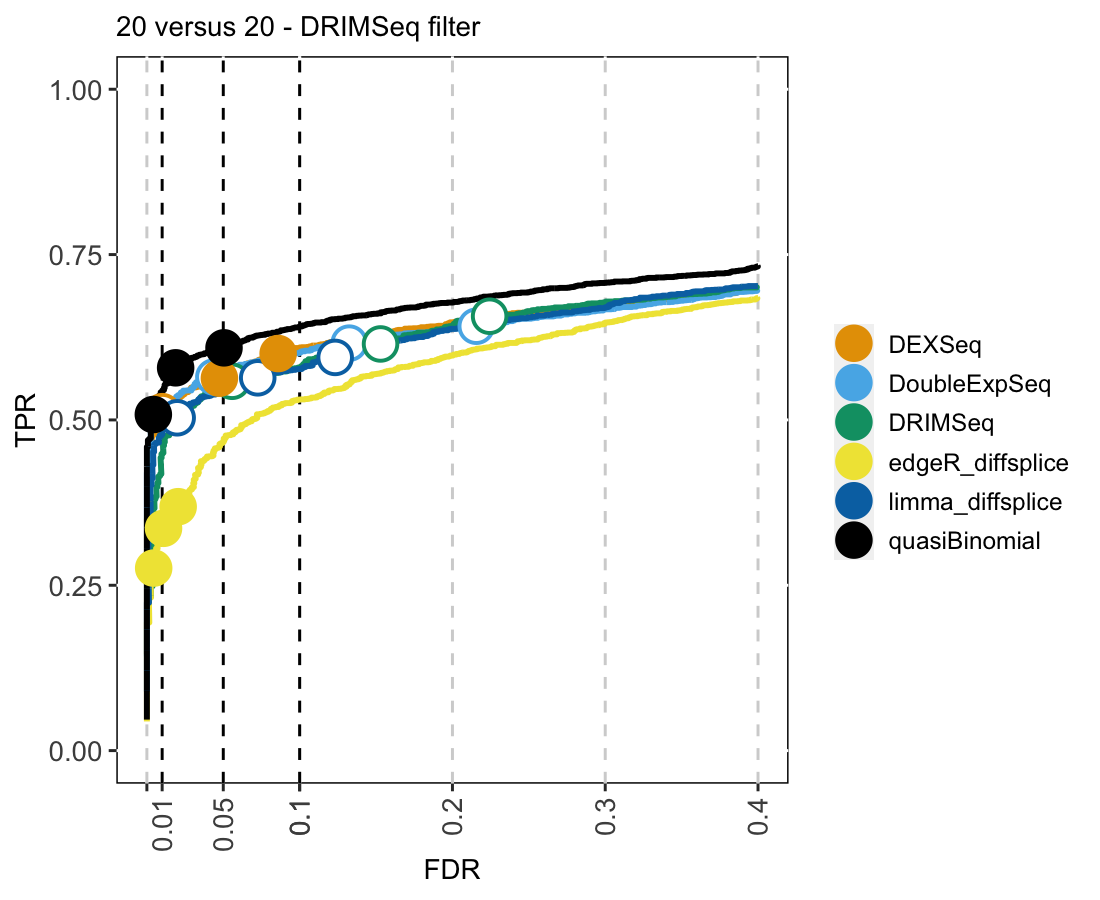 20 versus 20 - DRIMSeq filter
1.00
0.75
0.50
0.25
0.00
TPR
0.01
0.05
0.1
0.2
0.3
0.4
FDR
DEXSeq
DoubleExpSeq
DRIMSeq
edgeR_diffsplice
limma_diffsplice
quasiBinomial